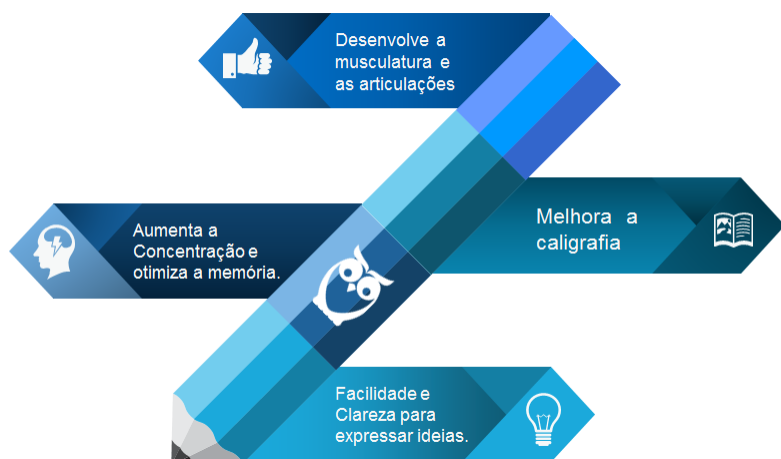 Desenvolve a
musculatura e
as articulações
Melhora a
caligrafia
Aumenta a
Concentração e
otimiza a memória.
Facilidade e
Clareza para
expressar ideias.